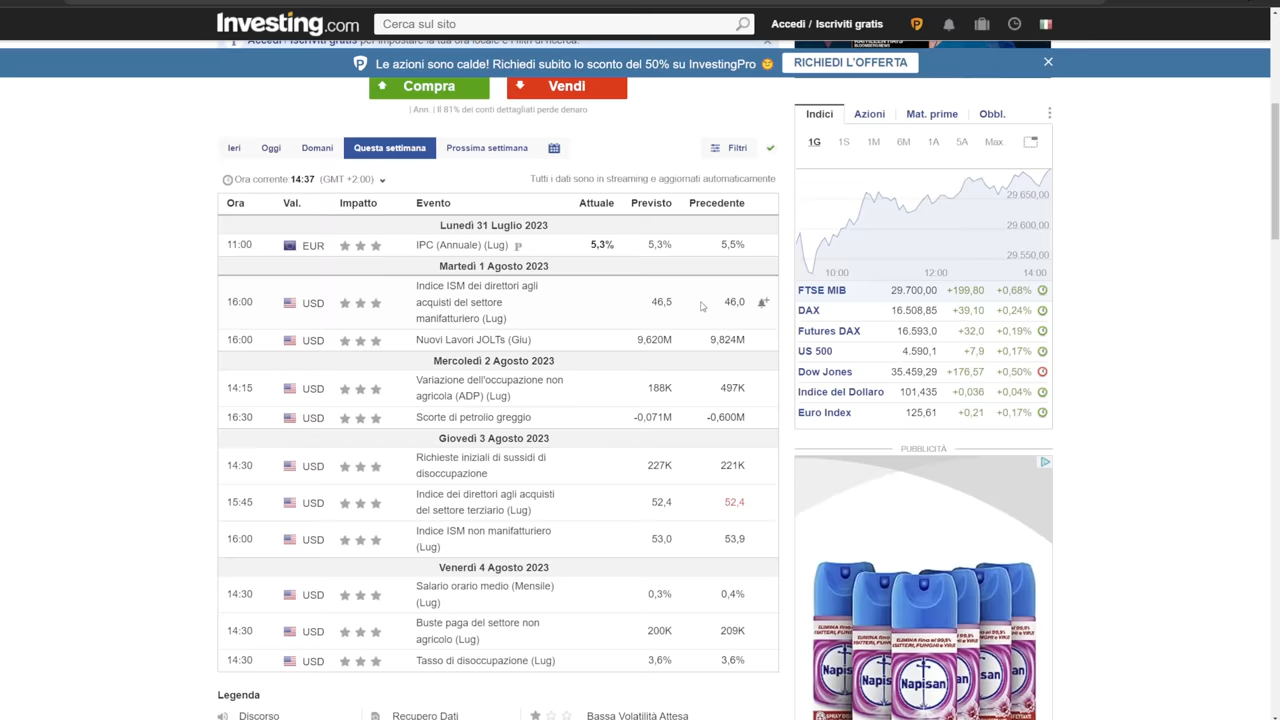 Investing.com
Cerca sul sito
Accedi / Iscriviti gratis
Accedi / Iscriviti gratis per impostare la tua ora locale e i filtri di ricerca.
Le azioni sono calde! Richiedi subito lo sconto del 50% su InvestingPro
RICHIEDI L'OFFERTA
Compra
Vendi
| Ann. | Il 81% dei conti dettagliati perde denaro
Ieri Oggi Domani Questa settimana Prossima settimana Filtri
Ora corrente 14:37 (GMT +2:00)
Tutti i dati sono in streaming e aggiornati automaticamente
Ora Val. Impatto Evento Attuale Previsto Precedente
Lunedì 31 Luglio 2023
11:00 EUR IPC (Annuale) (Lug) P 5,3% 5,3% 5,5%
Martedì 1 Agosto 2023
16:00 USD Indice ISM dei direttori agli
acquisti del settore
manifatturiero (Lug) 46,5 46,0
16:00 USD Nuovi Lavori JOLTs (Giu) 9,620M 9,824M
Mercoledì 2 Agosto 2023
14:15 USD Variazione dell'occupazione non
agricola (ADP) (Lug) 188K 497K
16:30 USD Scorte di petrolio greggio -0,071M -0,600M
Giovedì 3 Agosto 2023
14:30 USD Richieste iniziali di sussidi di
disoccupazione 227K 221K
15:45 USD Indice dei direttori agli acquisti
del settore terziario (Lug) 52,4 52,4
16:00 USD Indice ISM non manifatturiero
(Lug) 53,0 53,9
Venerdì 4 Agosto 2023
14:30 USD Salario orario medio (Mensile)
(Lug) 0,3% 0,4%
14:30 USD Buste paga del settore non
agricolo (Lug) 200K 209K
14:30 USD Tasso di disoccupazione (Lug) 3,6% 3,6%
Legenda
Discorso Recupero Dati Bassa Volatilità Attesa
Indici Azioni Mat. prime Obbl.
1G 1S 1M 6M 1A 5A Max.
29.650,00
29.600,00
29.550,00
10:00 12:00 14:00
FTSE MIB 29.700,00 +199,80 +0,68%
DAX 16.508,85 +39,10 +0,24%
Futures DAX 16.593,0 +32,0 +0,19%
US 500 4.590,1 +7,9 +0,17%
Dow Jones 35.459,29 +176,57 +0,50%
Indice del Dollaro 101,435 +0,036 +0,04%
Euro Index 125,61 +0,21 +0,17%
PUBBLICITÀ
Napisan
Napisan
Napisan